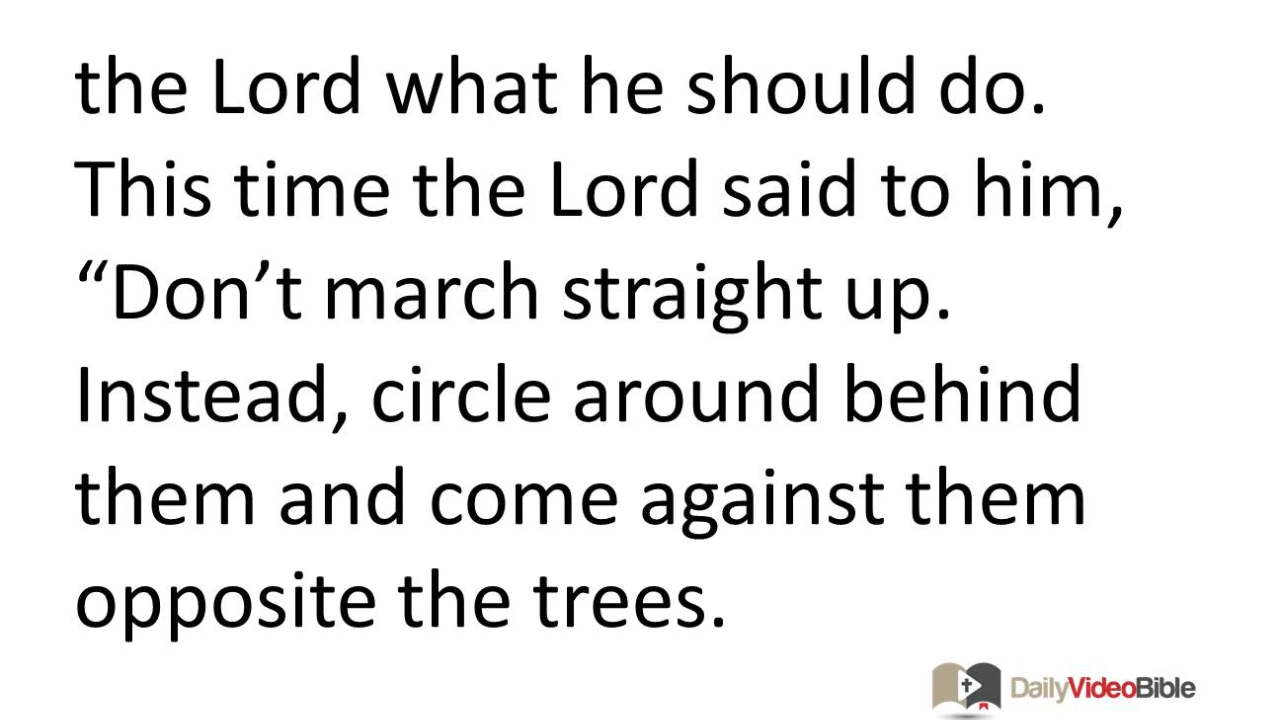 the Lord what he should do.
This time the Lord said to him,
“Don’t march straight up.
Instead, circle around behind
them and come against them
opposite the trees.
DailyVideoBible